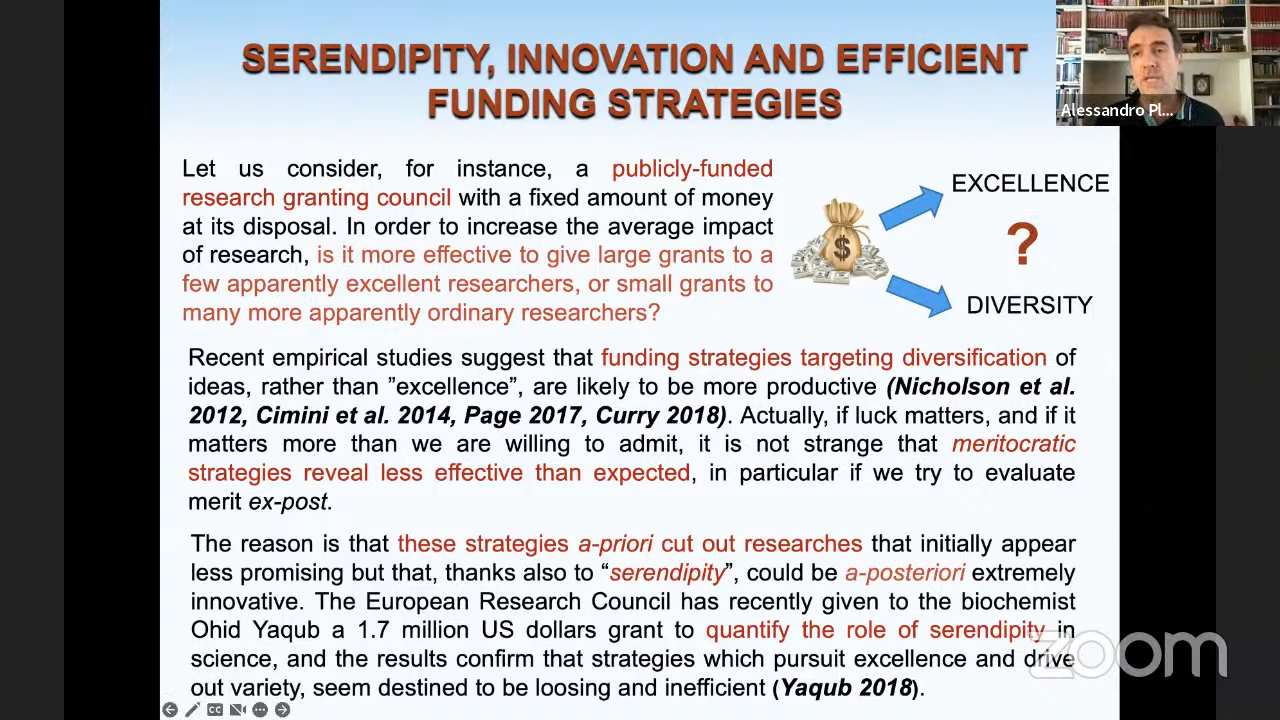 SERENDIPITY, INNOVATION AND EFFICIENT
FUNDING STRATEGIES
Alessandro Pl...
Let us consider, for instance, a publicly-funded
research granting council with a fixed amount of money
at its disposal. In order to increase the average impact
of research, is it more effective to give large grants to a
few apparently excellent researchers, or small grants to
many more apparently ordinary researchers?
$
EXCELLENCE
?
DIVERSITY
Recent empirical studies suggest that funding strategies targeting diversification of
ideas, rather than ”excellence”, are likely to be more productive (Nicholson et al.
2012, Cimini et al. 2014, Page 2017, Curry 2018). Actually, if luck matters, and if it
matters more than we are willing to admit, it is not strange that meritocratic
strategies reveal less effective than expected, in particular if we try to evaluate
merit ex-post.
The reason is that these strategies a-priori cut out researches that initially appear
less promising but that, thanks also to “serendipity”, could be a-posteriori extremely
innovative. The European Research Council has recently given to the biochemist
Ohid Yaqub a 1.7 million US dollars grant to quantify the role of serendipity in
science, and the results confirm that strategies which pursuit excellence and drive
out variety, seem destined to be loosing and inefficient (Yaqub 2018).
zoom
CC